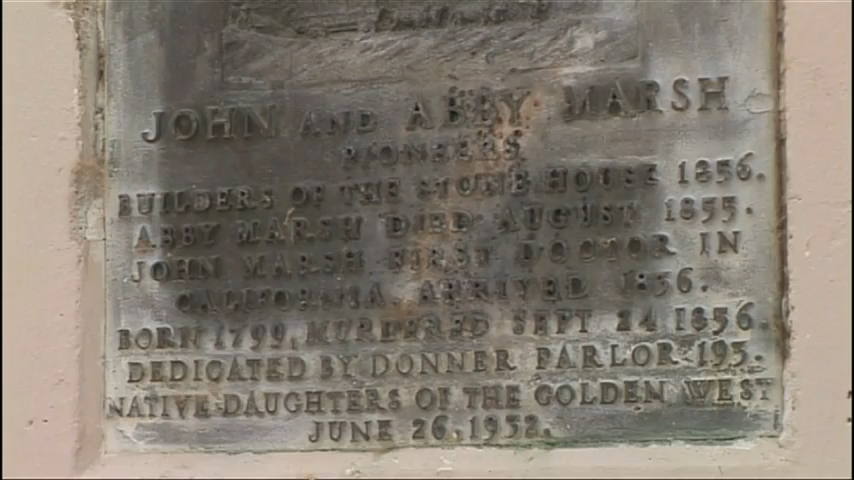 JOHN AND ABBY MARSH
PIONEERS
BUILDERS OF THE STONE HOUSE 1856.
ABBY MARSH DIED AUGUST 1855.
JOHN MARSH FIRST DOCTOR IN
CALIFORNIA. ARRIVED 1836.
BORN 1799, MURDERED SEPT 24 1856.
DEDICATED BY DONNER PARLOR 193.
NATIVE DAUGHTERS OF THE GOLDEN WEST
JUNE 26, 1932.